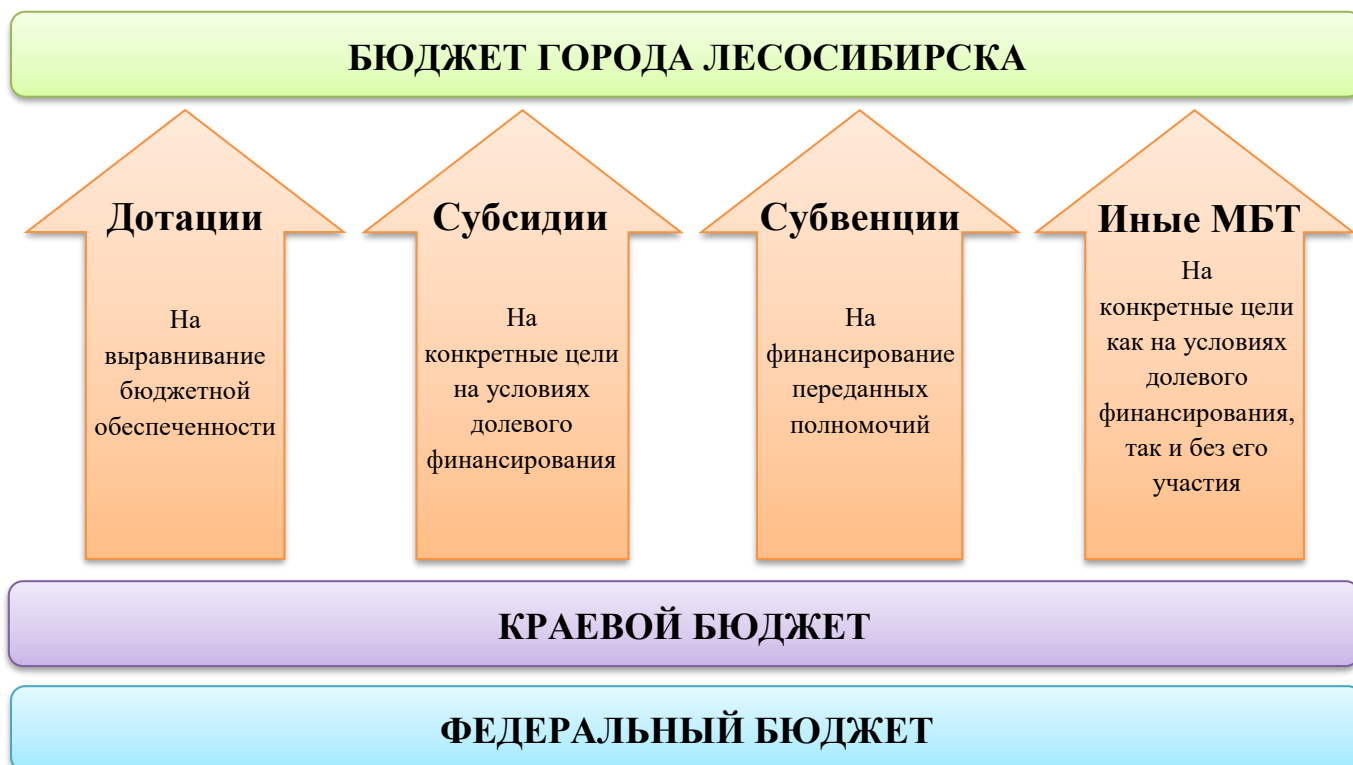 БЮДЖЕТ ГОРОДА ЛЕСОСИБИРСКА
Дотации
На
выравнивание
бюджетной
обеспеченности
Субсидии
На
конкретные цели
на условиях
долевого
финансирования
Субвенции
На
финансирование
переданных
полномочий
Иные МБТ
На
конкретные цели
как на условиях
долевого
финансирования,
так и без его
участия
КРАЕВОЙ БЮДЖЕТ
ФЕДЕРАЛЬНЫЙ БЮДЖЕТ